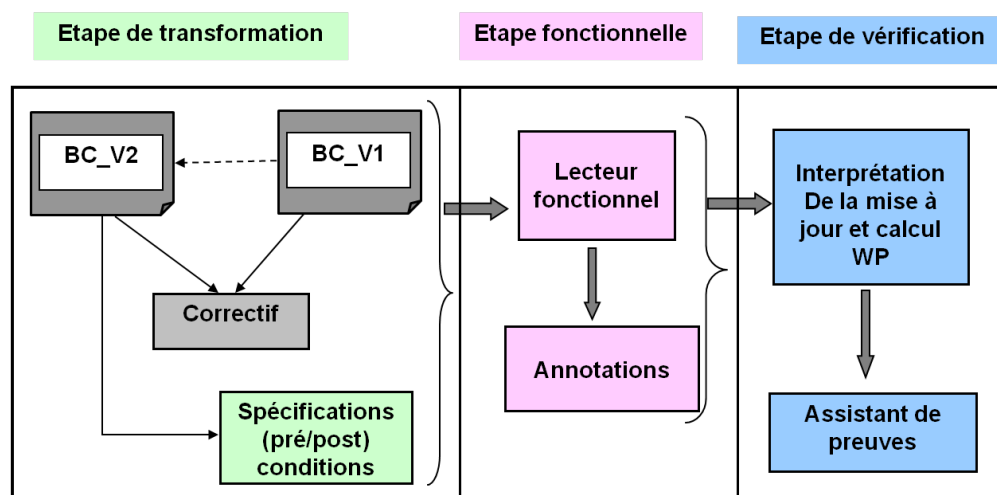 Etape de transformation
Etape fonctionnelle
Etape de vérification
BC_V2
BC_V1
Correctif
Spécifications
(pré/post)
conditions
Lecteur
fonctionnel
Annotations
Interprétation
De la mise à
jour et calcul
WP
Assistant de
preuves